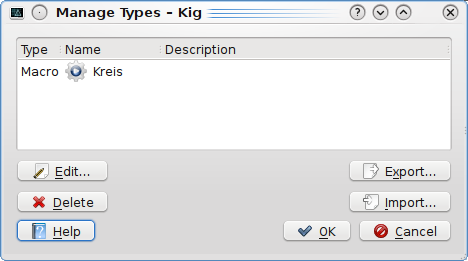 Manage Types – Kig
Type Name Description
Macro Kreis
Edit... Export...
Delete Import...
Help OK Cancel